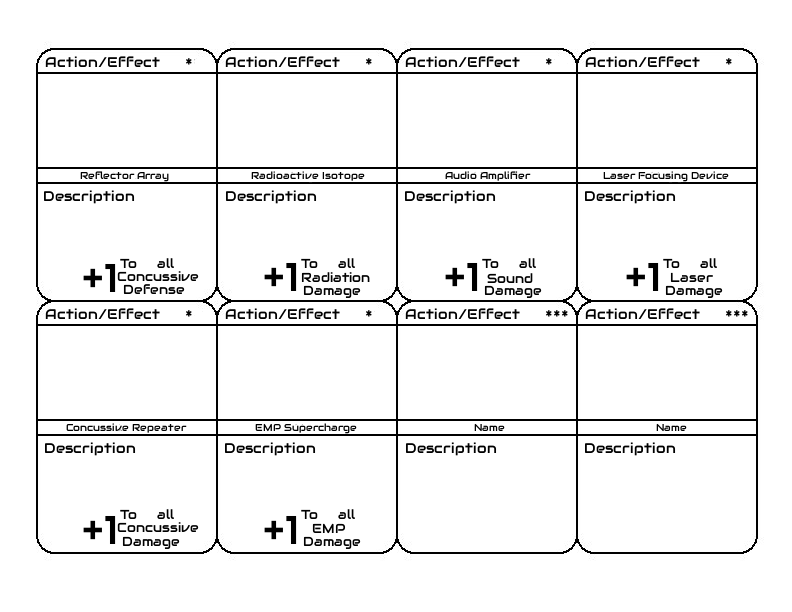 Action/Effect *
Action/Effect *
Action/Effect *
Action/Effect *
Reflector Array
Radioactive Isotope
Audio Amplifier
Laser Focusing Device
Description
Description
Description
Description
+1 To all
Concussive
Defense
+1 To all
Radiation
Damage
+1 To all
Sound
Damage
+1 To all
Laser
Damage
Action/Effect *
Action/Effect *
Action/Effect ***
Action/Effect ***
Concussive Repeater
EMP Supercharge
Name
Name
Description
Description
Description
Description
+1 To all
Concussive
Damage
+1 To all
EMP
Damage